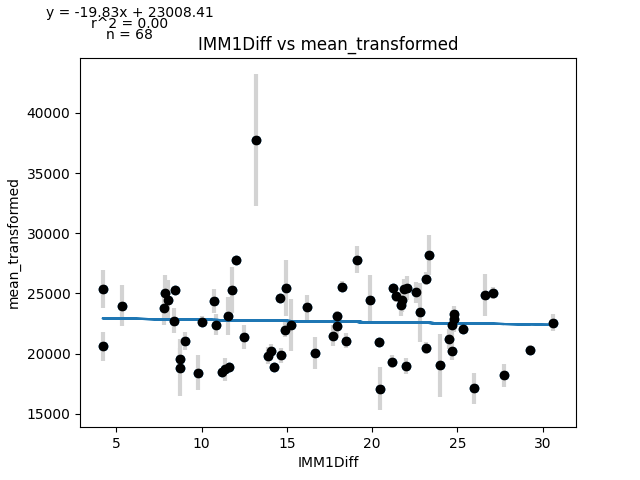 y = -19.83x + 23008.41
r^2 = 0.00
n = 68
IMM1Diff vs mean_transformed
40000
35000
30000
25000
20000
15000
mean_transformed
5 10 15 20 25 30
IMM1Diff